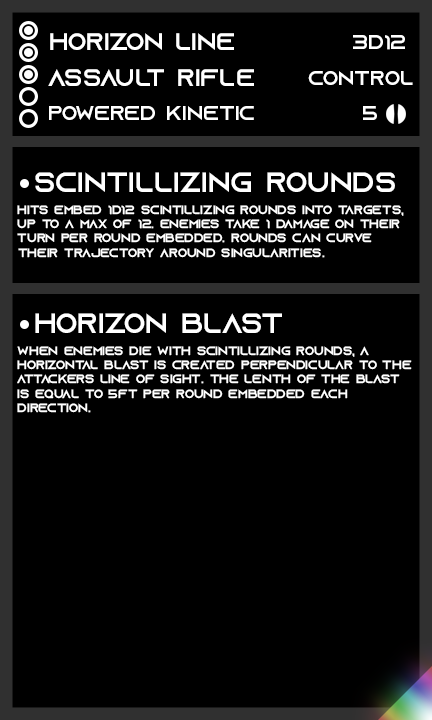 HORIZON LINE 3D12
ASSAULT RIFLE CONTROL
POWERED KINETIC 5
•SCINTILLIZING ROUNDS
HITS EMBED 1D12 SCINTILLIZING ROUNDS INTO TARGETS,
UP TO A MAX OF 12. ENEMIES TAKE 1 DAMAGE ON THEIR
TURN PER ROUND EMBEDDED. ROUNDS CAN CURVE
THEIR TRAJECTORY AROUND SINGULARITIES.
•HORIZON BLAST
WHEN ENEMIES DIE WITH SCINTILLIZING ROUNDS, A
HORIZONTAL BLAST IS CREATED PERPENDICULAR TO THE
ATTACKERS LINE OF SIGHT. THE LENTH OF THE BLAST
IS EQUAL TO 5FT PER ROUND EMBEDDED EACH
DIRECTION.